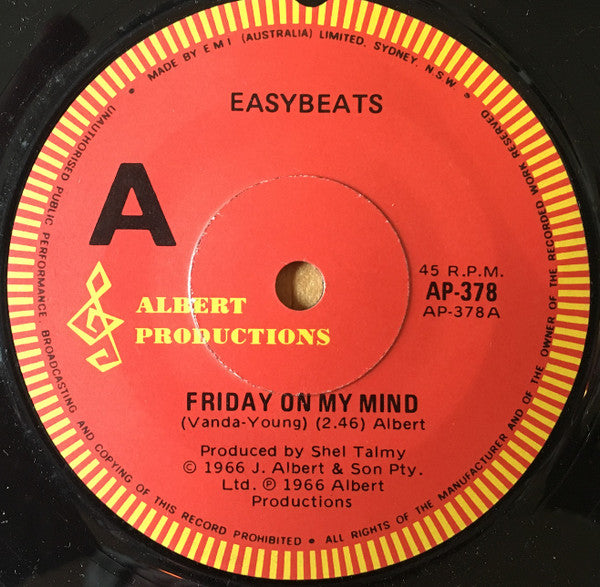 MADE BY E.M.I (AUSTRALIA) LIMITED. SYDNEY, N.S.W.
EASYBEATS
A
45 R.P.M.
AP-378
AP-378A
ALBERT
PRODUCTIONS
FRIDAY ON MY MIND
(Vanda-Young) (2.46) Albert
Produced by Shel Talmy
© 1966 J. Albert & Son Pty.
Ltd. ℗ 1966 Albert
Productions
UNAUTHORISED PUBLIC PERFORMANCE, BROADCASTING AND COPYING OF THIS RECORD PROHIBITED • ALL RIGHTS OF THE MANUFACTURER AND OF THE OWNER OF THE RECORDED WORK RESERVED